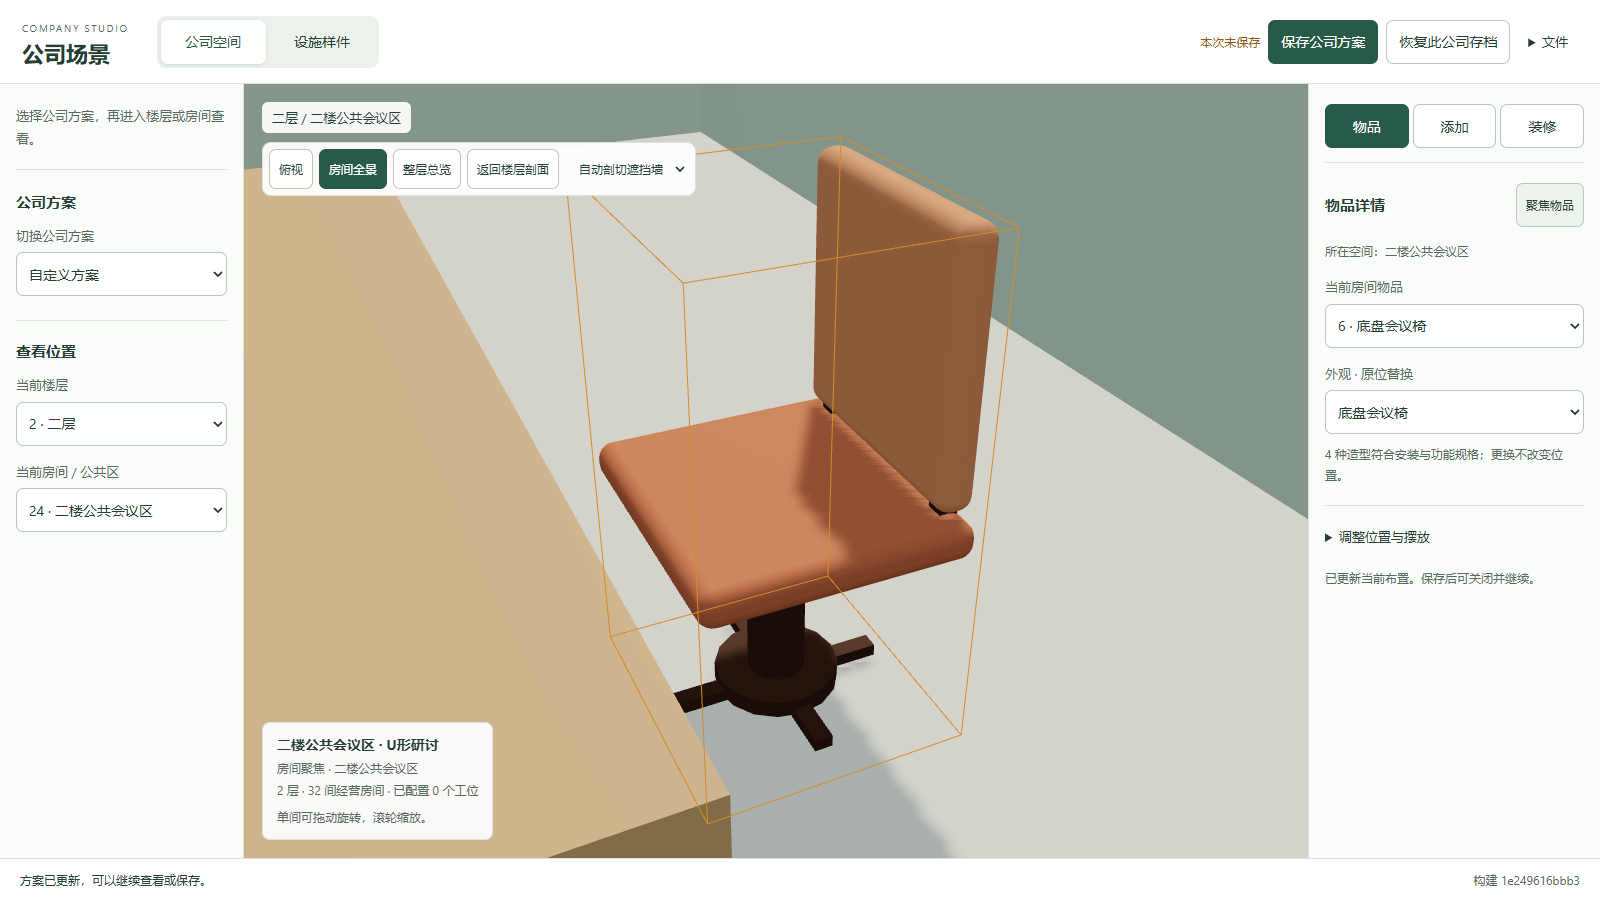 COMPANY STUDIO
公司场景
公司空间
设施样件
本次未保存
保存公司方案
恢复此公司存档
▶ 文件
选择公司方案，再进入楼层或房间查
看。
公司方案
切换公司方案
自定义方案
查看位置
当前楼层
2 · 二层
当前房间 / 公共区
24 · 二楼公共会议区
二层 / 二楼公共会议区
俯视
房间全景
整层总览
返回楼层剖面
自动剖切遮挡墙
二楼公共会议区 · U形研讨
房间聚焦 · 二楼公共会议区
2 层 · 32 间经营房间 · 已配置 0 个工位
单间可拖动旋转，滚轮缩放。
物品
添加
装修
物品详情
聚焦物品
所在空间：二楼公共会议区
当前房间物品
6 · 底盘会议椅
外观 · 原位替换
底盘会议椅
4 种造型符合安装与功能规格；更换不改变位
置。
▶ 调整位置与摆放
已更新当前布置。保存后可关闭并继续。
方案已更新，可以继续查看或保存。
构建 1e249616bbb3